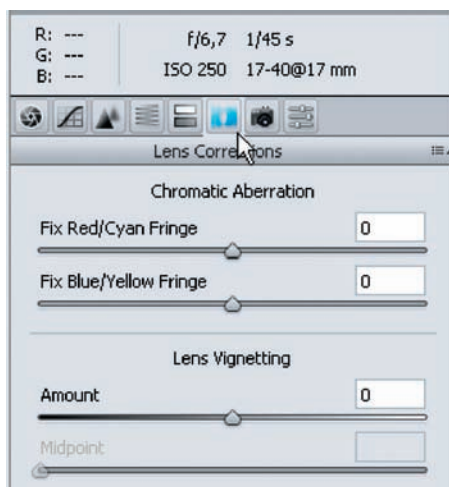 R: --- f/6,7 1/45 s
G: ---
B: --- ISO 250 17-40@17 mm
Lens Corrections
Chromatic Aberration
Fix Red/Cyan Fringe 0
Fix Blue/Yellow Fringe 0
Lens Vignetting
Amount 0
Midpoint